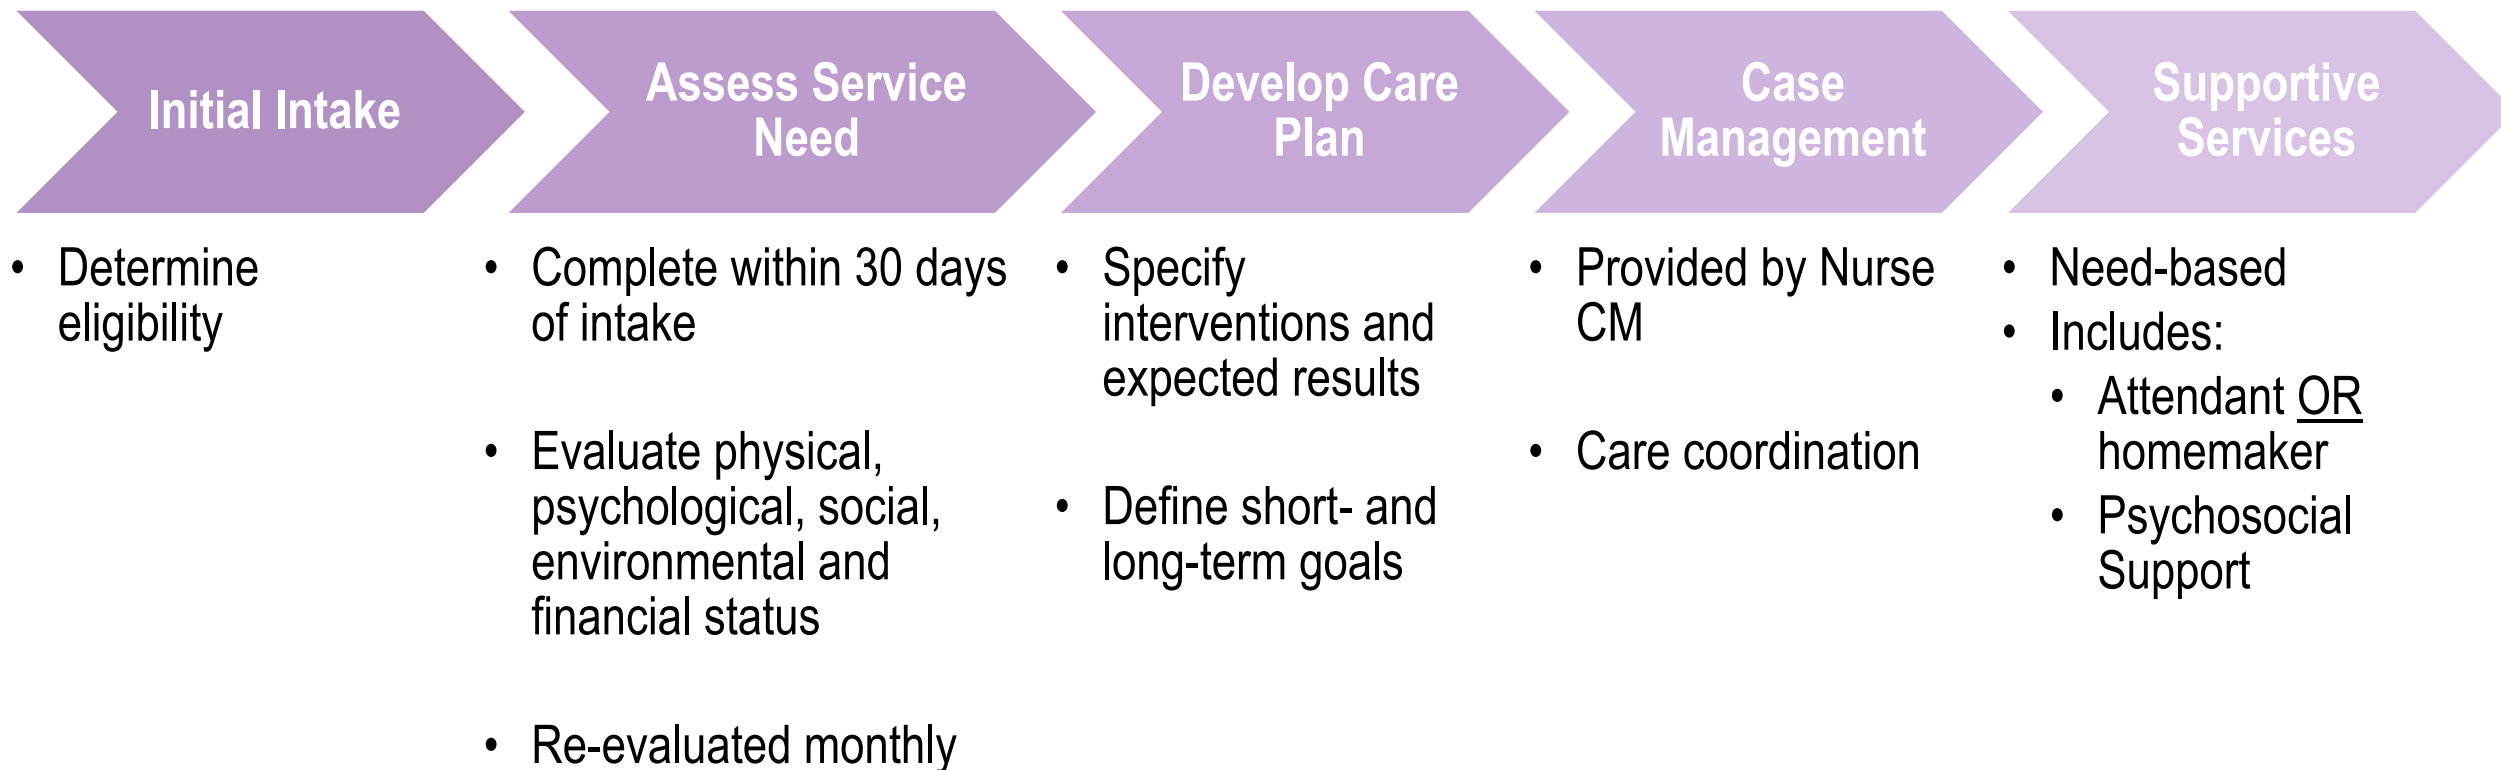 Initial Intake
Assess Service
Need
Develop Care
Plan
Case
Management
Supportive
Services
• Determine
eligibility
• Complete within 30 days
of intake
• Evaluate physical,
psychological, social,
environmental and
financial status
• Re-evaluated monthly
• Specify
interventions and
expected results
• Define short- and
long-term goals
• Provided by Nurse
CM
• Care coordination
• Need-based
• Includes:
• Attendant OR
homemaker
• Psychosocial
Support